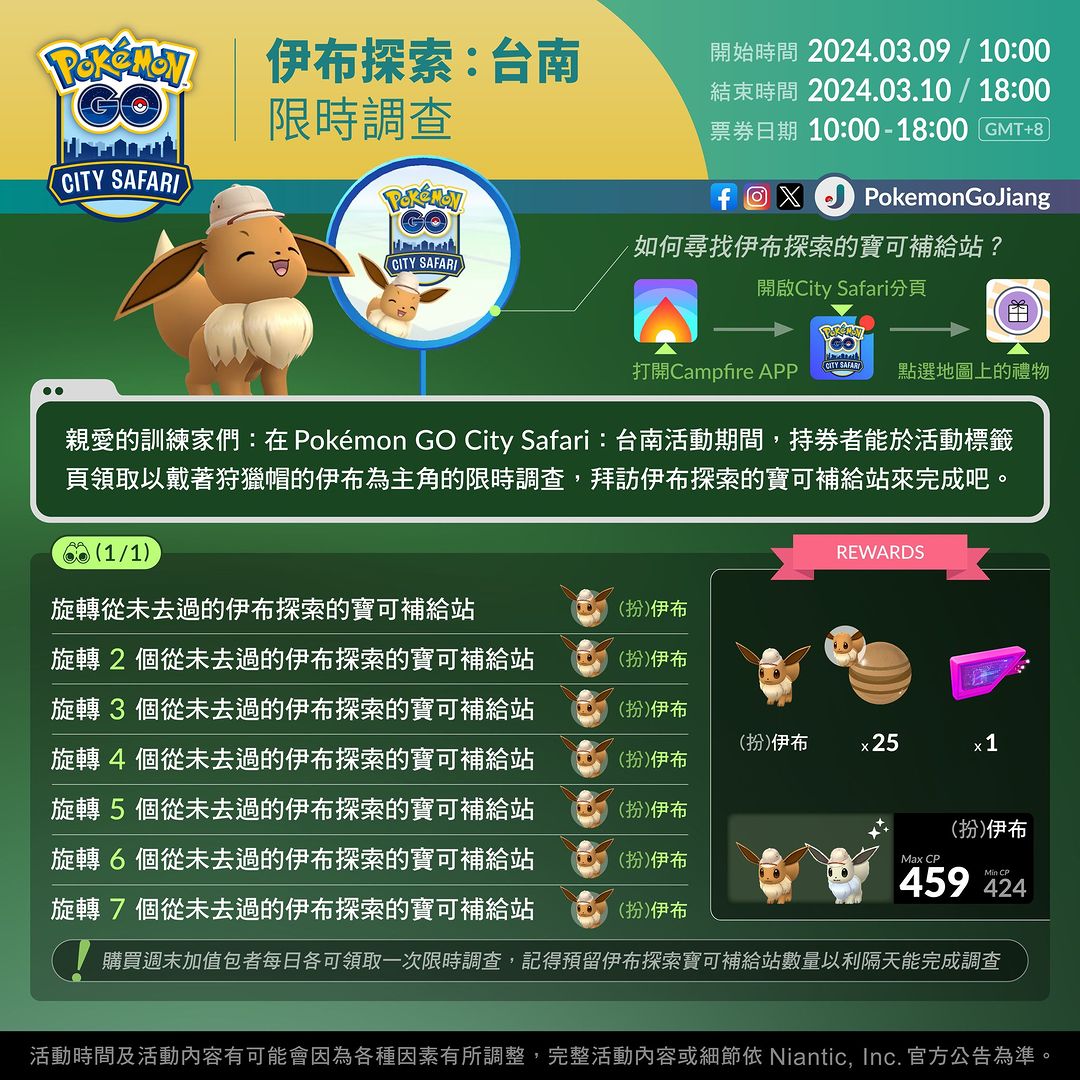 POKÉMON
GO
CITY SAFARI
伊布探索：台南
限時調查
開始時間 2024.03.09 / 10:00
結束時間 2024.03.10 / 18:00
票券日期 10:00-18:00 GMT+8
PokemonGoJiang
POKÉMON
GO
CITY SAFARI
如何尋找伊布探索的寶可補給站？
開啟City Safari分頁
POKÉMON
GO
CITY SAFARI
打開Campfire APP
點選地圖上的禮物
親愛的訓練家們：在Pokémon GO City Safari：台南活動期間，持券者能於活動標籤
頁領取以戴著狩獵帽的伊布為主角的限時調查，拜訪伊布探索的寶可補給站來完成吧。
(1/1)
旋轉從未去過的伊布探索的寶可補給站 (扮)伊布
旋轉 2 個從未去過的伊布探索的寶可補給站 (扮)伊布
旋轉 3 個從未去過的伊布探索的寶可補給站 (扮)伊布
旋轉 4 個從未去過的伊布探索的寶可補給站 (扮)伊布
旋轉 5 個從未去過的伊布探索的寶可補給站 (扮)伊布
旋轉 6 個從未去過的伊布探索的寶可補給站 (扮)伊布
旋轉 7 個從未去過的伊布探索的寶可補給站 (扮)伊布
REWARDS
(扮)伊布 x25 x1
(扮)伊布
Max CP 459 Min CP 424
購買週末加值包者每日各可領取一次限時調查，記得預留伊布探索寶可補給站數量以利隔天能完成調查
活動時間及活動內容有可能會因為各種因素有所調整，完整活動內容或細節依 Niantic, Inc. 官方公告為準。